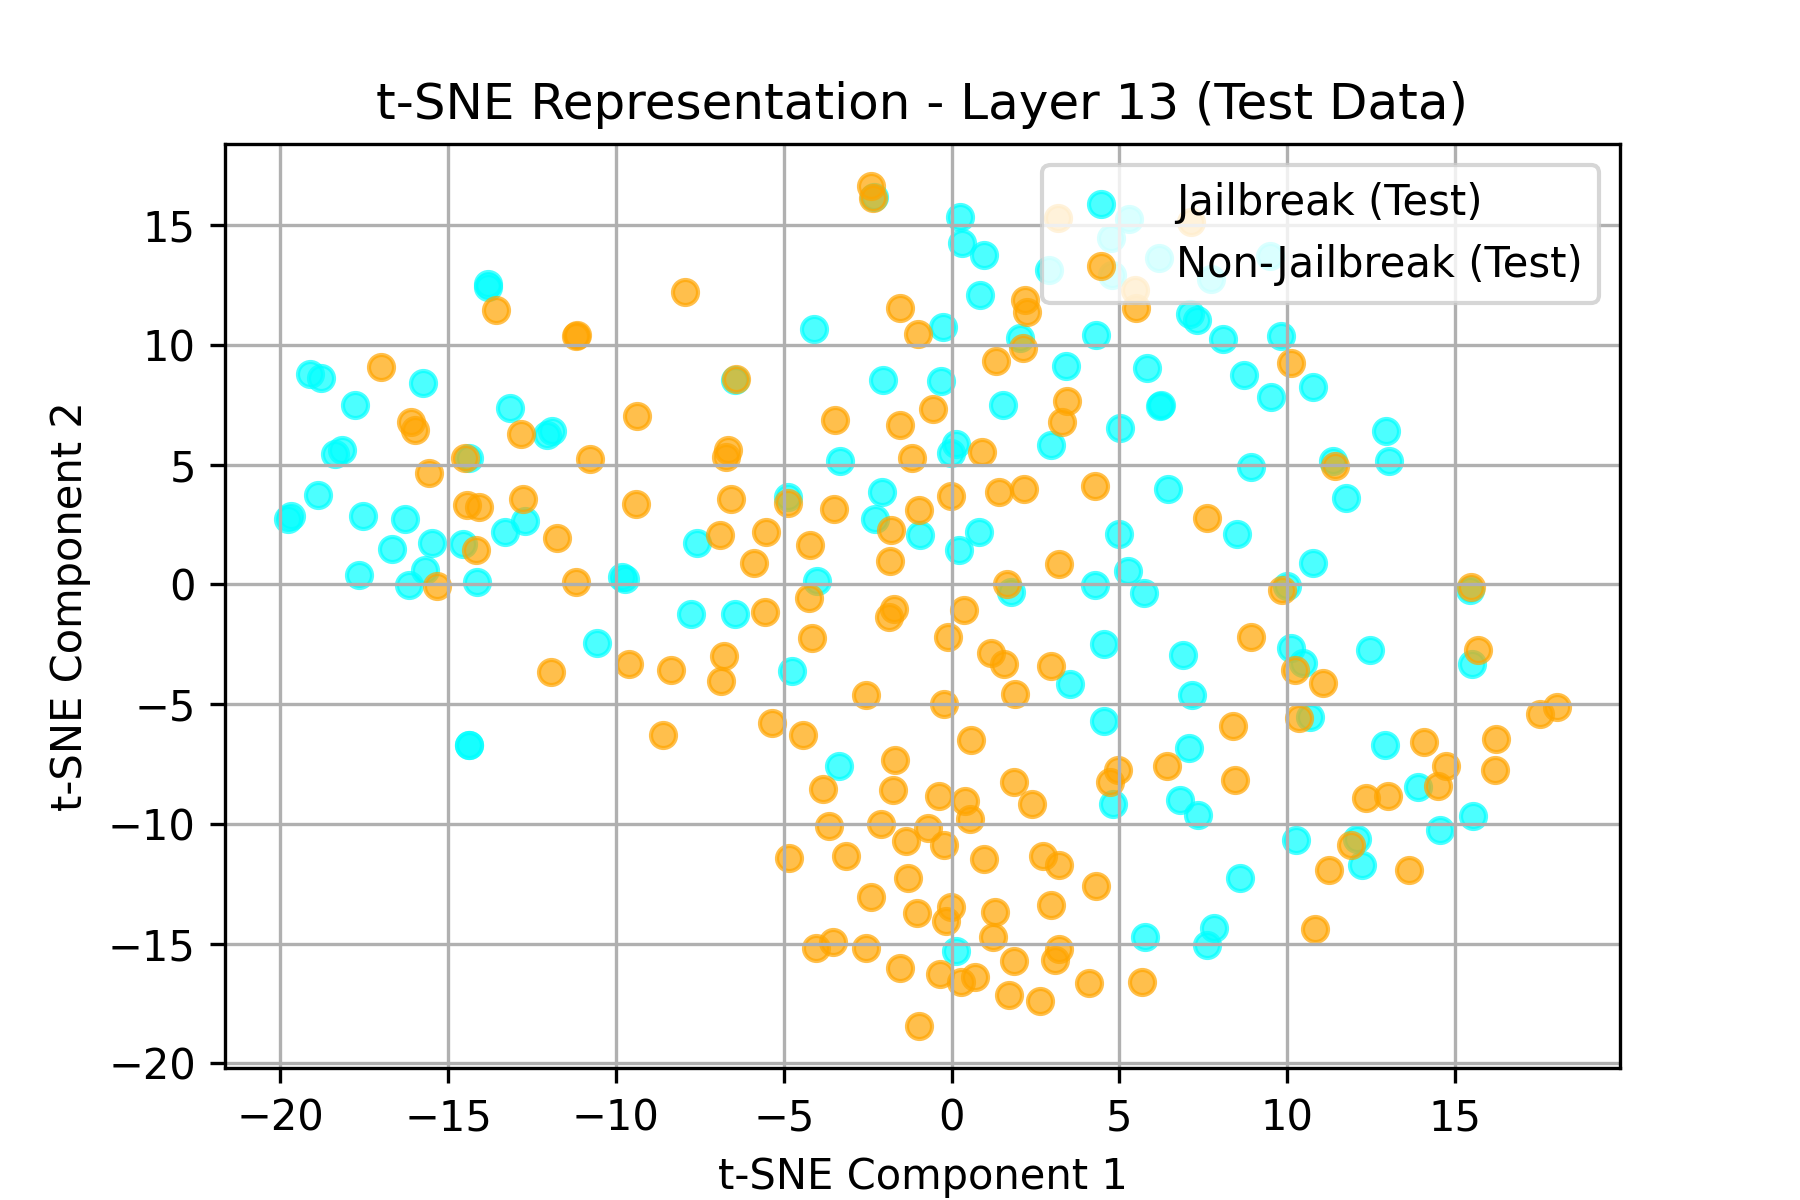 t-SNE Representation - Layer 13 (Test Data)
Jailbreak (Test)
Non-Jailbreak (Test)
t-SNE Component 2
15
10
5
0
−5
−10
−15
−20
−20 −15 −10 −5 0 5 10 15
t-SNE Component 1